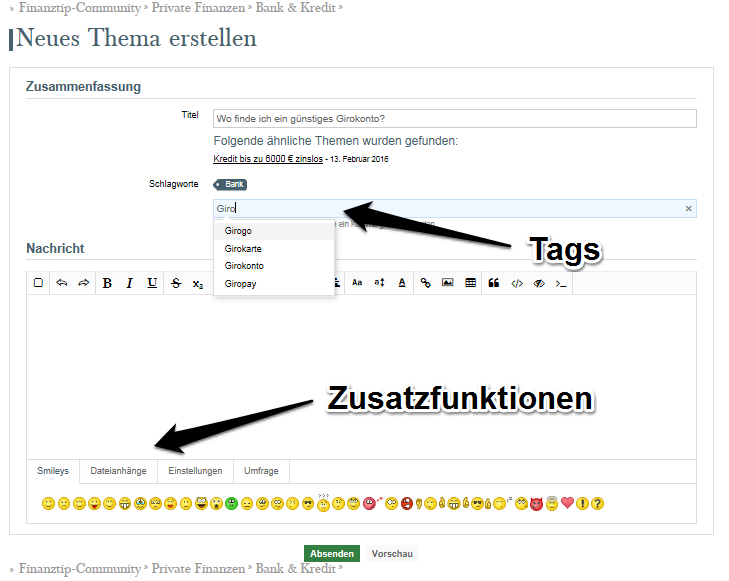 » Finanztip-Community » Private Finanzen » Bank & Kredit »
Neues Thema erstellen
Zusammenfassung
Titel
Wo finde ich ein günstiges Girokonto?
Folgende ähnliche Themen wurden gefunden:
Kredit bis zu 6000 € zinslos - 13. Februar 2016
Schlagworte
Bank
Giro
×
Girogo
Girokarte
Girokonto
Giropay
Tags
Nachricht
B I U S x₂ Aa A
Zusatzfunktionen
Smileys Dateianhänge Einstellungen Umfrage
Absenden Vorschau
» Finanztip-Community » Private Finanzen » Bank & Kredit »